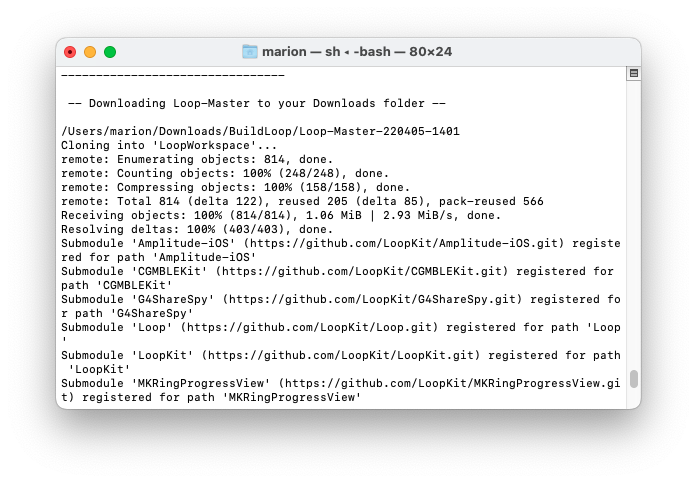 marion — sh ◂ -bash — 80×24
--------------------------------
-- Downloading Loop-Master to your Downloads folder --
/Users/marion/Downloads/BuildLoop/Loop-Master-220405-1401
Cloning into 'LoopWorkspace'...
remote: Enumerating objects: 814, done.
remote: Counting objects: 100% (248/248), done.
remote: Compressing objects: 100% (158/158), done.
remote: Total 814 (delta 122), reused 205 (delta 85), pack-reused 566
Receiving objects: 100% (814/814), 1.06 MiB | 2.93 MiB/s, done.
Resolving deltas: 100% (403/403), done.
Submodule 'Amplitude-iOS' (https://github.com/LoopKit/Amplitude-iOS.git) registe
red for path 'Amplitude-iOS'
Submodule 'CGMBLEKit' (https://github.com/LoopKit/CGMBLEKit.git) registered for
path 'CGMBLEKit'
Submodule 'G4ShareSpy' (https://github.com/LoopKit/G4ShareSpy.git) registered fo
r path 'G4ShareSpy'
Submodule 'Loop' (https://github.com/LoopKit/Loop.git) registered for path 'Loop
'
Submodule 'LoopKit' (https://github.com/LoopKit/LoopKit.git) registered for path
 'LoopKit'
Submodule 'MKRingProgressView' (https://github.com/LoopKit/MKRingProgressView.gi
t) registered for path 'MKRingProgressView'